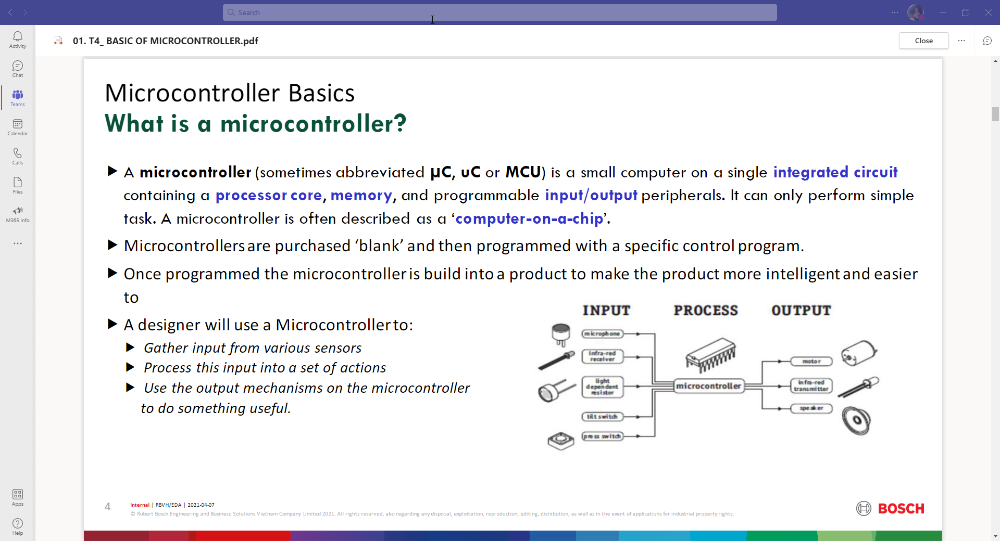 Search
01. T4_ BASIC OF MICROCONTROLLER.pdf
Close
Activity
Chat
Teams
Calendar
Calls
Files
M365 Info
Apps
Help
Microcontroller Basics
What is a microcontroller?
A microcontroller (sometimes abbreviated µC, uC or MCU) is a small computer on a single integrated circuit
containing a processor core, memory, and programmable input/output peripherals. It can only perform simple
task. A microcontroller is often described as a ‘computer-on-a-chip’.
Microcontrollers are purchased ‘blank’ and then programmed with a specific control program.
Once programmed the microcontroller is build into a product to make the product more intelligent and easier
to
A designer will use a Microcontroller to:
Gather input from various sensors
Process this input into a set of actions
Use the output mechanisms on the microcontroller
to do something useful.
INPUT PROCESS OUTPUT
microphone
infra-red
receiver
light
dependent
resistor
tilt switch
press switch
microcontroller
motor
infra-red
transmitter
speaker
4
Internal | RBVH/EDA | 2021-04-07
© Robert Bosch Engineering and Business Solutions Vietnam Company Limited 2021. All rights reserved, also regarding any disposal, exploitation, reproduction, editing, distribution, as well as in the event of applications for industrial property rights.
BOSCH